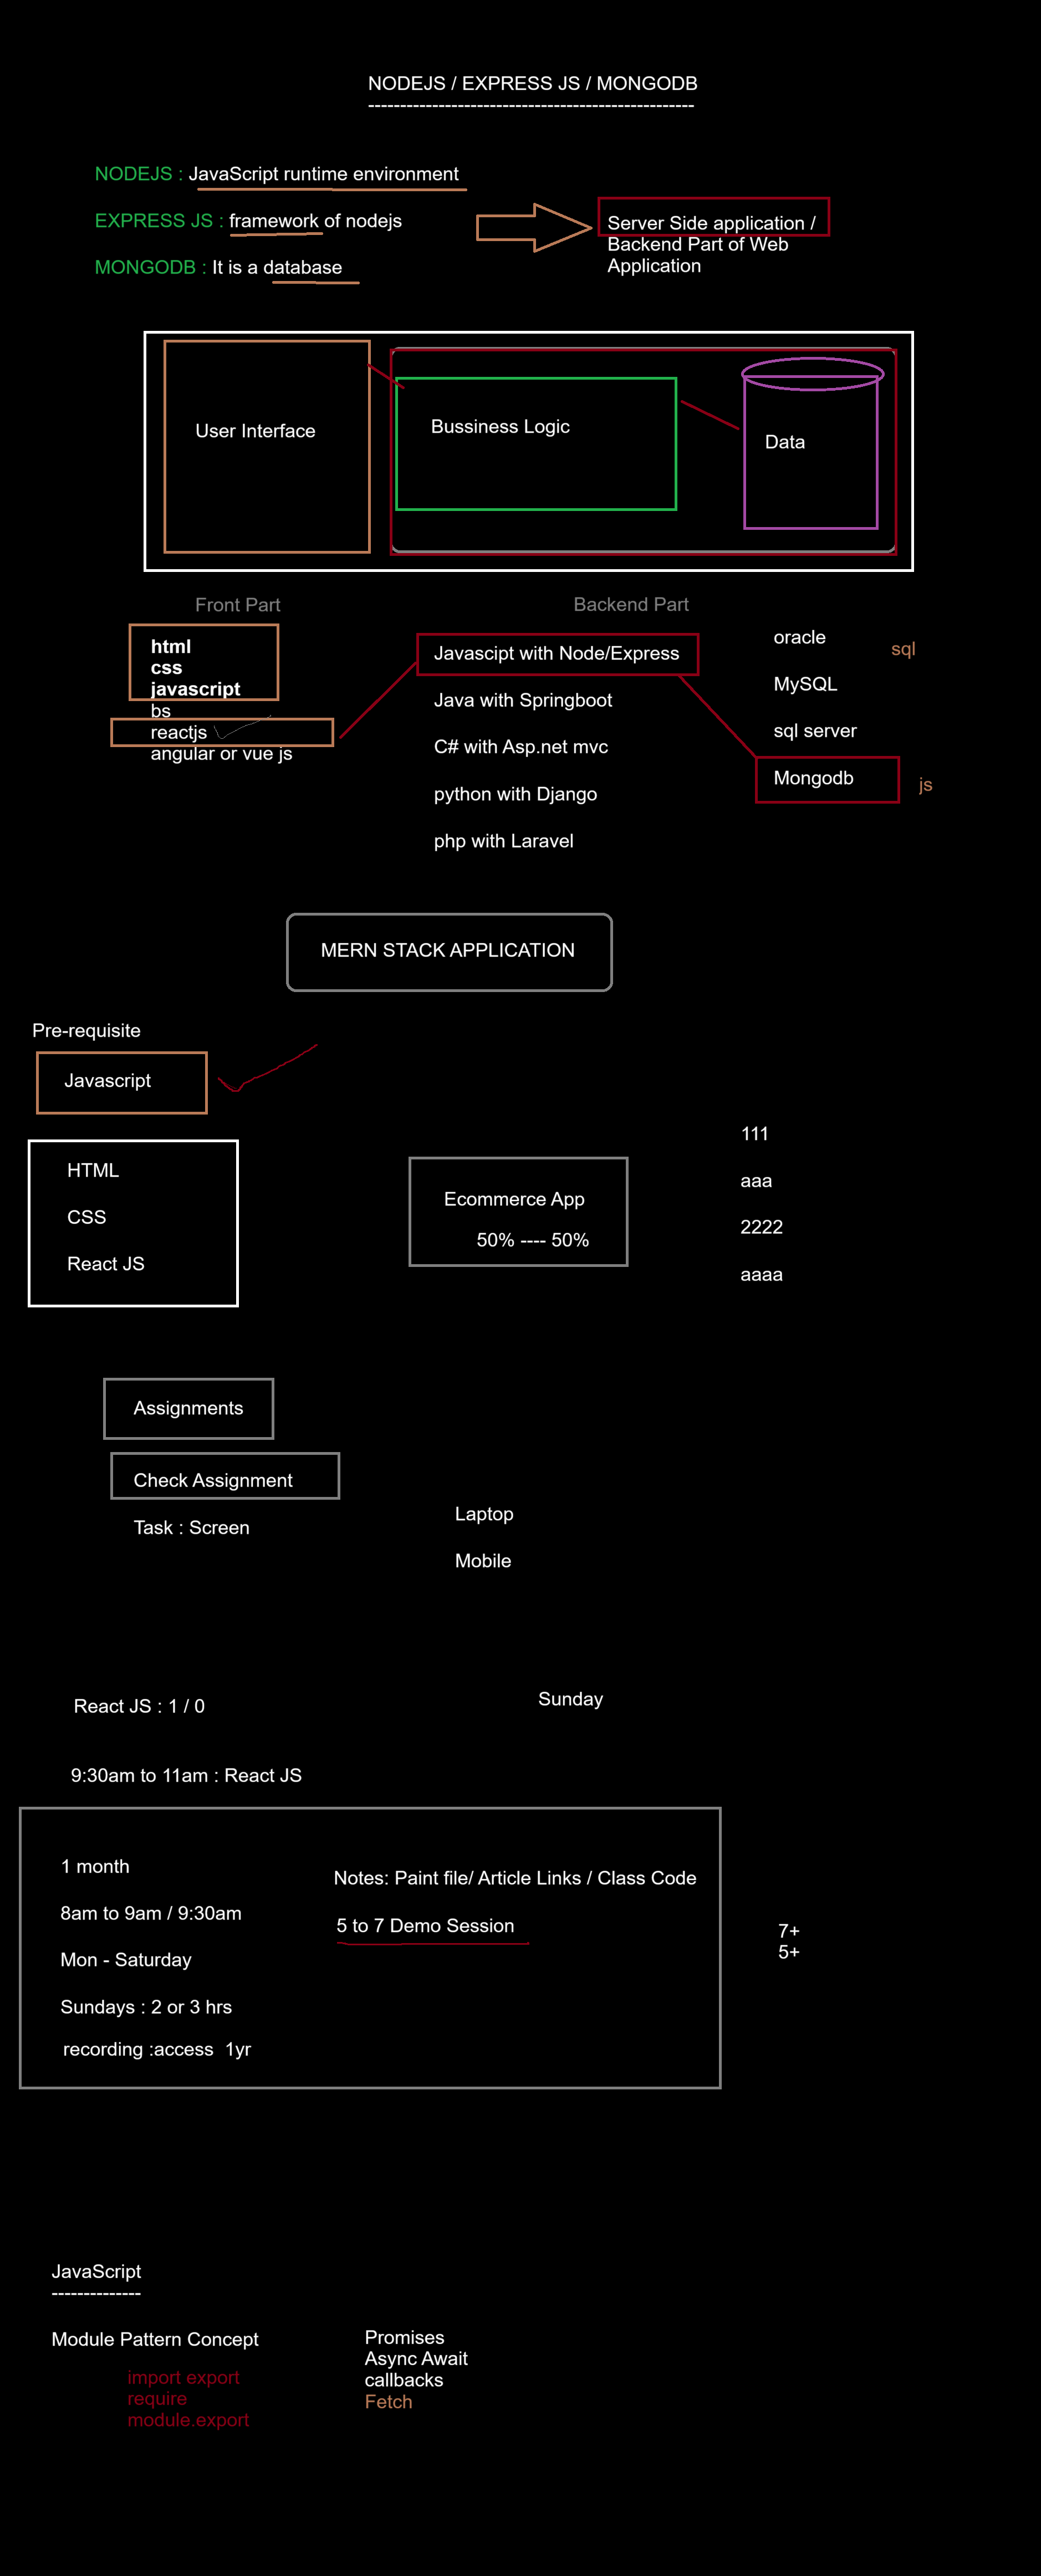 NODEJS / EXPRESS JS / MONGODB
---------------------------------------------------
NODEJS : JavaScript runtime environment
EXPRESS JS : framework of nodejs
MONGODB : It is a database
Server Side application /
Backend Part of Web
Application
User Interface
Bussiness Logic
Data
Front Part
Backend Part
html
css
javascript
bs
reactjs
angular or vue js
Javascipt with Node/Express
Java with Springboot
C# with Asp.net mvc
python with Django
php with Laravel
oracle
sql
MySQL
sql server
Mongodb
js
MERN STACK APPLICATION
Pre-requisite
Javascript
HTML
CSS
React JS
Ecommerce App
50% ---- 50%
111
aaa
2222
aaaa
Assignments
Check Assignment
Task : Screen
Laptop
Mobile
React JS : 1 / 0
Sunday
9:30am to 11am : React JS
1 month
8am to 9am / 9:30am
Mon - Saturday
Sundays : 2 or 3 hrs
recording :access  1yr
Notes: Paint file/ Article Links / Class Code
5 to 7 Demo Session
7+
5+
JavaScript
--------------
Module Pattern Concept
import export
require
module.export
Promises
Async Await
callbacks
Fetch